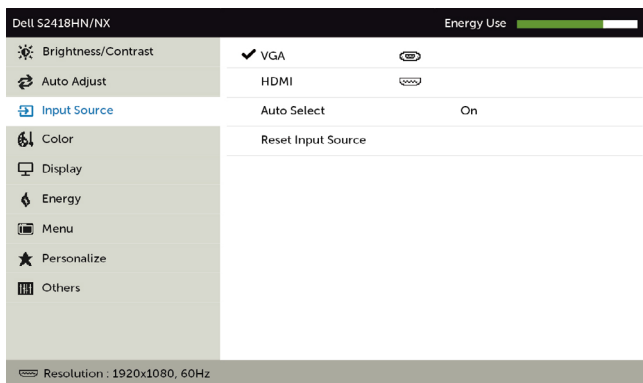 Dell S2418HN/NX
Energy Use
Brightness/Contrast
Auto Adjust
Input Source
Color
Display
Energy
Menu
Personalize
Others
VGA
HDMI
Auto Select On
Reset Input Source
Resolution : 1920x1080, 60Hz